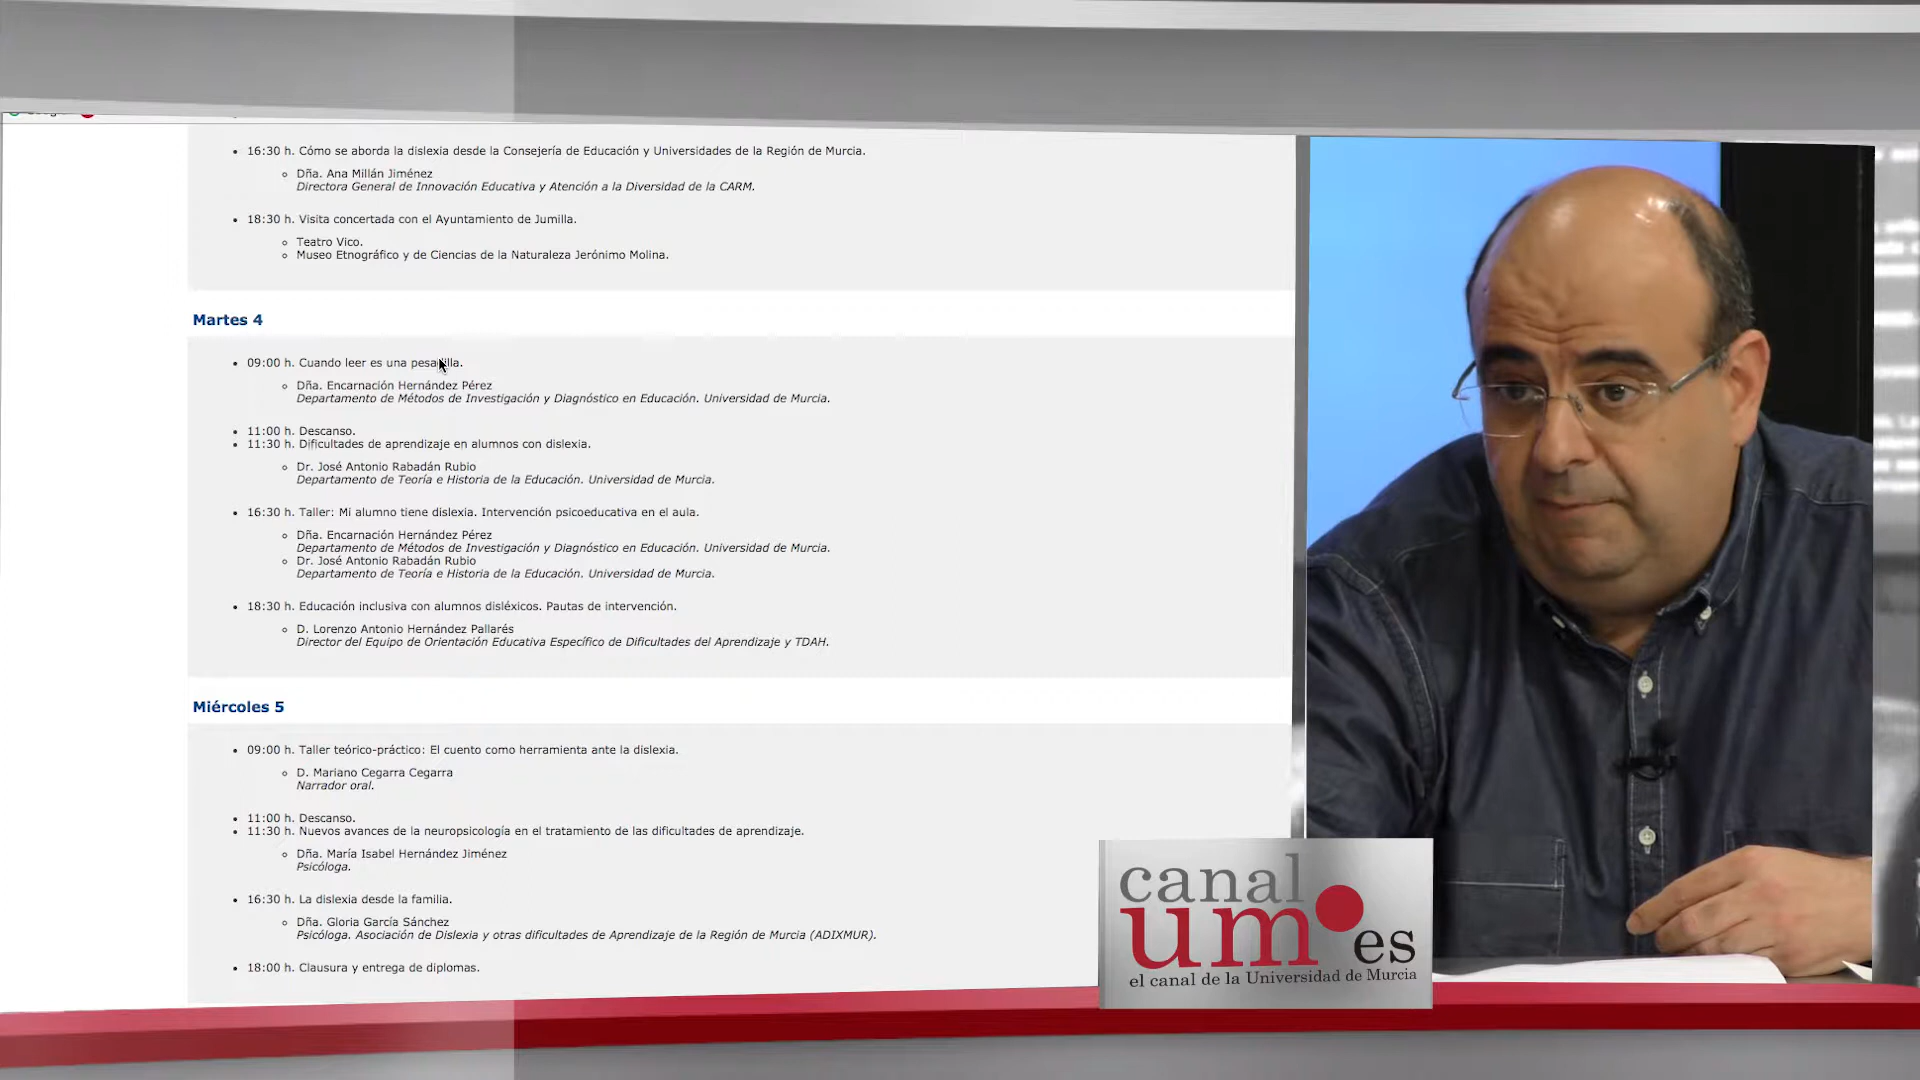 16:30 h. Cómo se aborda la dislexia desde la Consejería de Educación y Universidades de la Región de Murcia.
Dña. Ana Millán Jiménez
Directora General de Innovación Educativa y Atención a la Diversidad de la CARM.
18:30 h. Visita concertada con el Ayuntamiento de Jumilla.
Teatro Vico.
Museo Etnográfico y de Ciencias de la Naturaleza Jerónimo Molina.
Martes 4
09:00 h. Cuando leer es una pesadilla.
Dña. Encarnación Hernández Pérez
Departamento de Métodos de Investigación y Diagnóstico en Educación. Universidad de Murcia.
11:00 h. Descanso.
11:30 h. Dificultades de aprendizaje en alumnos con dislexia.
Dr. José Antonio Rabadán Rubio
Departamento de Teoría e Historia de la Educación. Universidad de Murcia.
16:30 h. Taller: Mi alumno tiene dislexia. Intervención psicoeducativa en el aula.
Dña. Encarnación Hernández Pérez
Departamento de Métodos de Investigación y Diagnóstico en Educación. Universidad de Murcia.
Dr. José Antonio Rabadán Rubio
Departamento de Teoría e Historia de la Educación. Universidad de Murcia.
18:30 h. Educación inclusiva con alumnos disléxicos. Pautas de intervención.
D. Lorenzo Antonio Hernández Pallarés
Director del Equipo de Orientación Educativa Específico de Dificultades del Aprendizaje y TDAH.
Miércoles 5
09:00 h. Taller teórico-práctico: El cuento como herramienta ante la dislexia.
D. Mariano Cegarra Cegarra
Narrador oral.
11:00 h. Descanso.
11:30 h. Nuevos avances de la neuropsicología en el tratamiento de las dificultades de aprendizaje.
Dña. María Isabel Hernández Jiménez
Psicóloga.
16:30 h. La dislexia desde la familia.
Dña. Gloria García Sánchez
Psicóloga. Asociación de Dislexia y otras dificultades de Aprendizaje de la Región de Murcia (ADIXMUR).
18:00 h. Clausura y entrega de diplomas.
canal
um.es
el canal de la Universidad de Murcia